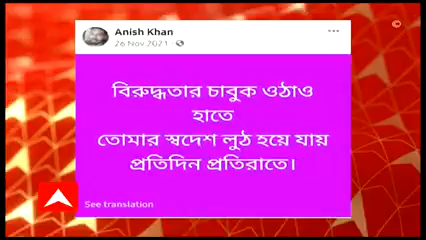 Anish Khan
26 Nov 2021
বিরুদ্ধতার চাবুক ওঠাও
হাতে
তোমার স্বদেশ লুঠ হয়ে যায়
প্রতিদিন প্রতিরাতে।
See translation